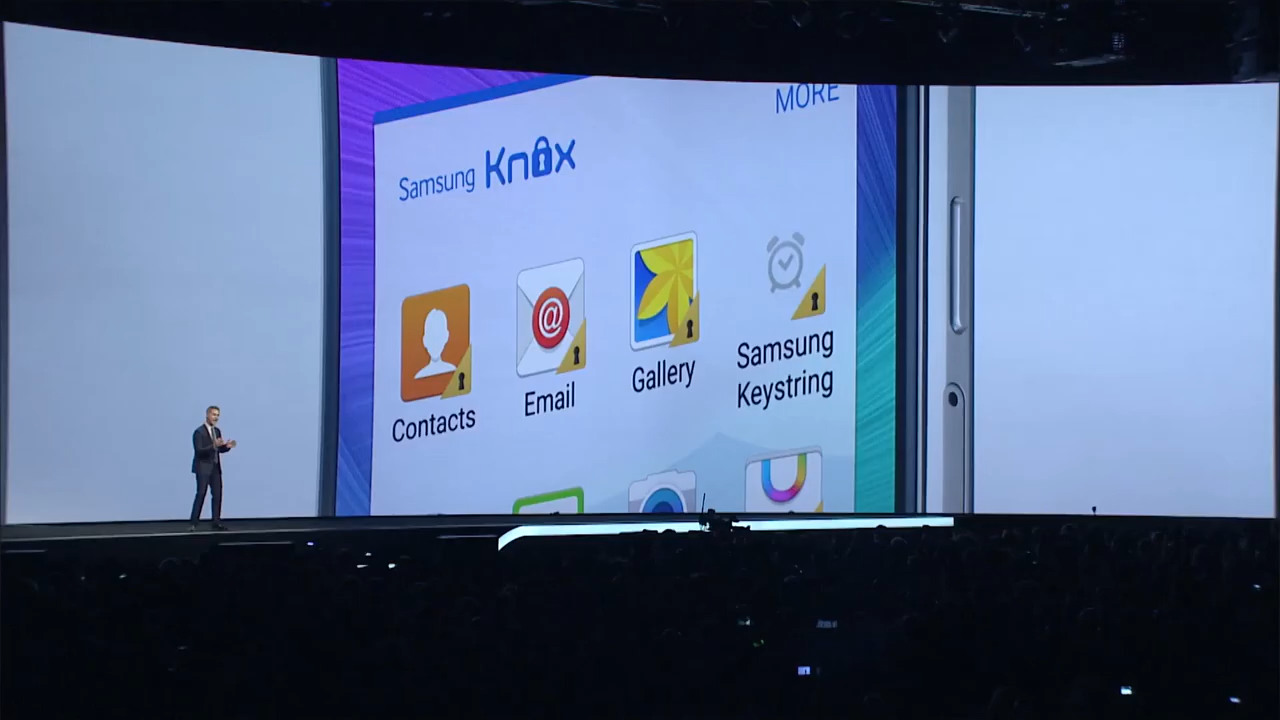 MORE
Samsung Knox
Contacts
Email
Gallery
Samsung
Keystring